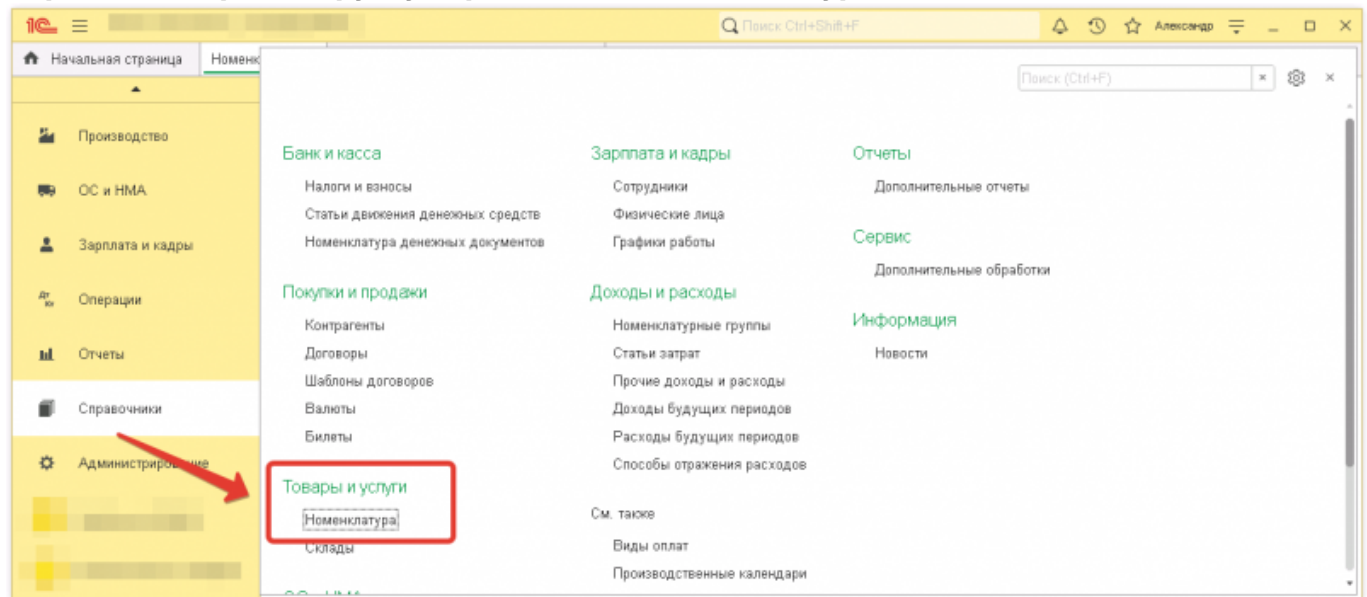 1С Поиск Ctrl+Shift+F Александр
Начальная страница
Производство
ОС и НМА
Зарплата и кадры
Дт Кт Операции
Отчеты
Справочники
Администрирование
Поиск (Ctrl+F)
Банк и касса
Налоги и взносы
Статьи движения денежных средств
Номенклатура денежных документов
Покупки и продажи
Контрагенты
Договоры
Шаблоны договоров
Валюты
Билеты
Товары и услуги
Номенклатура
Склады
Зарплата и кадры
Сотрудники
Физические лица
Графики работы
Доходы и расходы
Номенклатурные группы
Статьи затрат
Прочие доходы и расходы
Доходы будущих периодов
Расходы будущих периодов
Способы отражения расходов
См. также
Виды оплат
Производственные календари
Отчеты
Дополнительные отчеты
Сервис
Дополнительные обработки
Информация
Новости